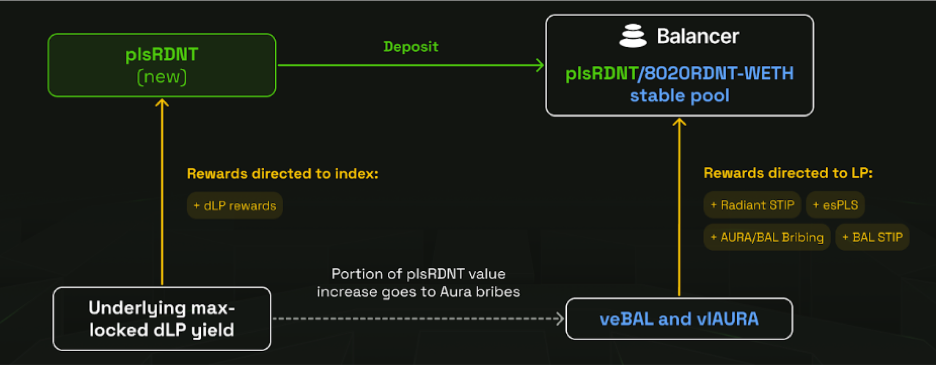 plsRDNT
(new)
Deposit
Balancer
plsRDNT/8020RDNT-WETH
stable pool
Rewards directed to index:
+ dLP rewards
Rewards directed to LP:
+ Radiant STIP
+ esPLS
+ AURA/BAL Bribing
+ BAL STIP
Underlying max-
locked dLP yield
Portion of plsRDNT value
increase goes to Aura bribes
veBAL and vlAURA